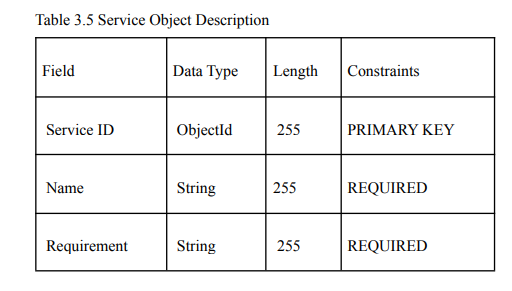 Table 3.5 Service Object Description
Field Data Type Length Constraints
Service ID ObjectId 255 PRIMARY KEY
Name String 255 REQUIRED
Requirement String 255 REQUIRED